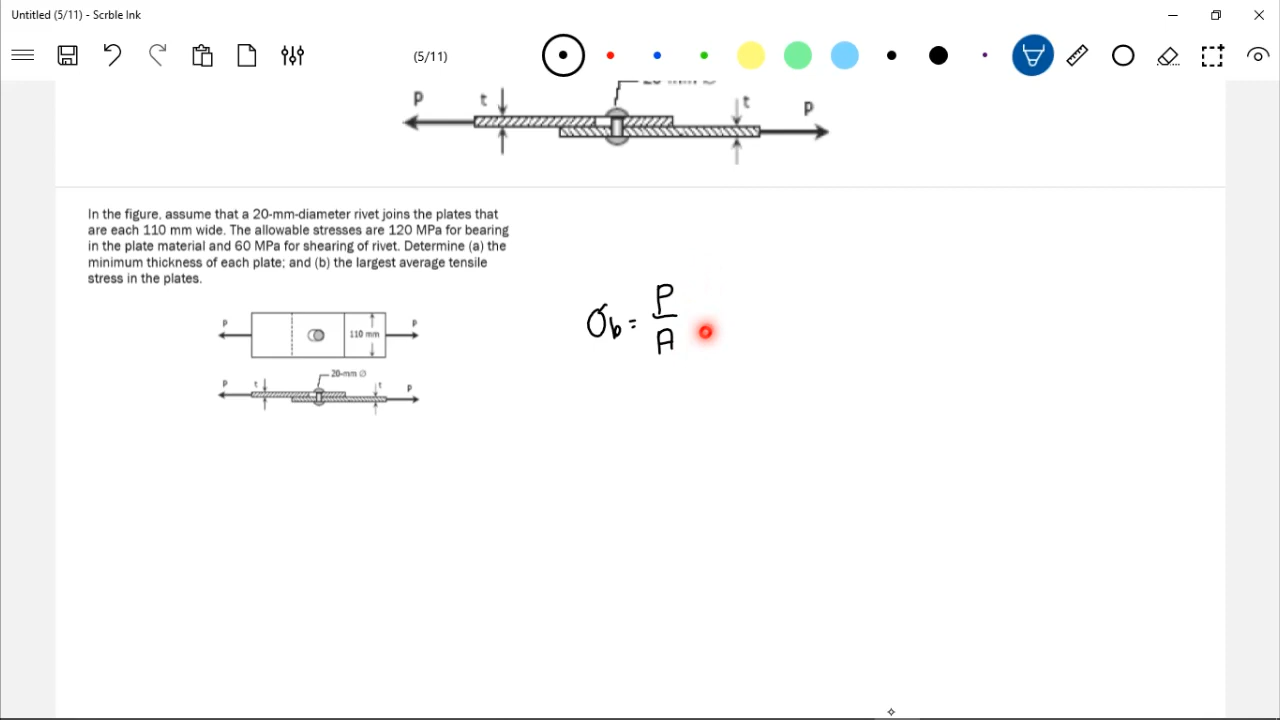 Untitled (5/11) - Scrble Ink
(5/11)
P t t P
In the figure, assume that a 20-mm-diameter rivet joins the plates that
are each 110 mm wide. The allowable stresses are 120 MPa for bearing
in the plate material and 60 MPa for shearing of rivet. Determine (a) the
minimum thickness of each plate; and (b) the largest average tensile
stress in the plates.
P 110 mm P
20-mm ∅
P t t P
σb = P/A